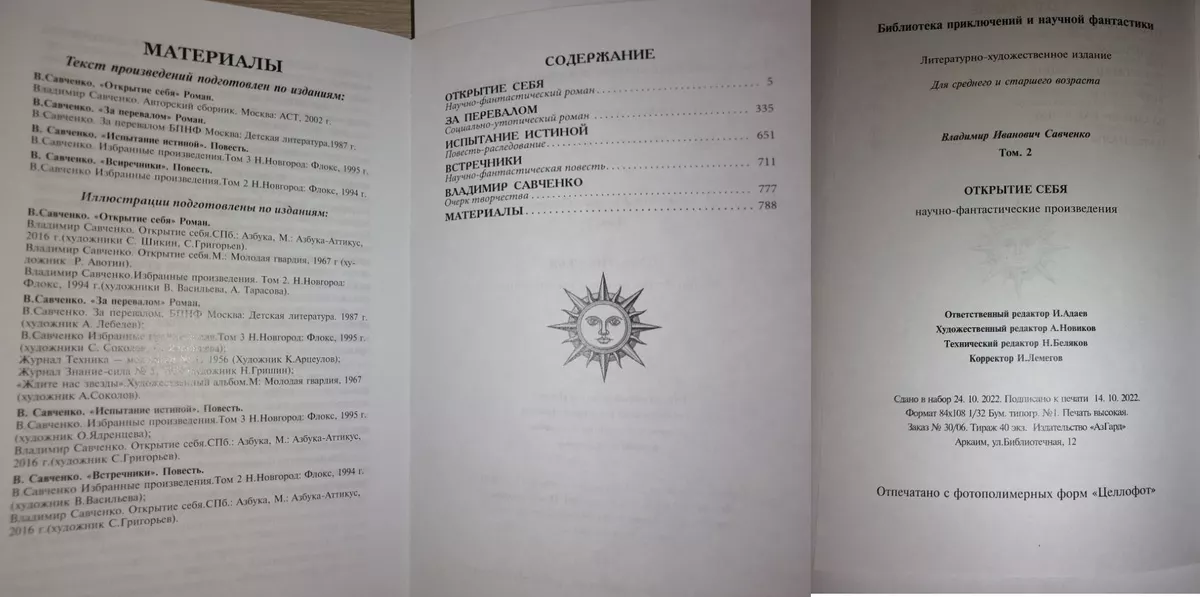 МАТЕРИАЛЫ
Текст произведений подготовлен по изданиям:
В.Савченко. «Открытие себя» Роман.
Владимир Савченко. Авторский сборник. Москва: АСТ, 2002 г.
В.Савченко. «За перевалом» Роман.
В Савченко. За перевалом БПНФ Москва: Детская литература.1987 г.
В. Савченко. «Испытание истиной». Повесть.
В.Савченко. Избранные произведения.Том 3 Н.Новгород: Флокс, 1995 г.
В. Савченко. «Встречники». Повесть.
В.Савченко Избранные произведения.Том 2 Н.Новгород: Флокс, 1994 г.
Иллюстрации подготовлены по изданиям:
В.Савченко. «Открытие себя» Роман.
Владимир Савченко. Открытие себя.СПб.: Азбука, М.: Азбука-Аттикус,
2016 г.(художники С. Шикин, С.Григорьев).
Владимир Савченко. Открытие себя.М.: Молодая гвардия, 1967 г (ху-
дожник Р. Авотин).
Владимир Савченко.Избранные произведения. Том 2. Н.Новгород:
Флокс, 1994 г.(художники В. Васильева, А. Тарасова).
В.Савченко. «За перевалом» Роман.
В.Савченко. За перевалом. БПНФ Москва: Детская литература. 1987 г.
(художник А. Лебедев);
В.Савченко Избранные Том 3 Н.Новгород: Флокс, 1995 г.
(художники С. Соколов
Журнал Техника — 1956 (Художник К.Арцеулов);
Журнал Знание-сила № 5, Н.Гришин);
«Ждите нас звезды».Художественный альбом.М: Молодая гвардия, 1967
(художник А.Соколов).
В. Савченко. «Испытание истиной». Повесть.
В.Савченко. Избранные произведения.Том 3 Н.Новгород: Флокс, 1995 г.
(художник О.Ядренцева);
Владимир Савченко. Открытие себя.СПб.: Азбука, М.: Азбука-Аттикус,
2016 г.(художник С.Григорьев).
В. Савченко. «Встречники». Повесть.
В.Савченко Избранные произведения.Том 2 Н.Новгород: Флокс, 1994 г.
(художник В.Васильева);
Владимир Савченко. Открытие себя.СПб.: Азбука, М.: Азбука-Аттикус,
2016 г.(художник С.Григорьев).
СОДЕРЖАНИЕ
ОТКРЫТИЕ СЕБЯ
Научно-фантастический роман 5
ЗА ПЕРЕВАЛОМ
Социально-утопический роман 335
ИСПЫТАНИЕ ИСТИНОЙ
Повесть-раследование 651
ВСТРЕЧНИКИ
Научно-фантастическая повесть 711
ВЛАДИМИР САВЧЕНКО
Очерк творчества 777
МАТЕРИАЛЫ 788
Библиотека приключений и научной фантастики
Литературно-художественное издание
Для среднего и старшего возраста
Владимир Иванович Савченко
Том. 2
ОТКРЫТИЕ СЕБЯ
научно-фантастические произведения
Ответственный редактор И.Адаев
Художественный редактор А.Новиков
Технический редактор Н.Беляков
Корректор И.Лемегов
Сдано в набор 24. 10. 2022. Подписано к печати 14. 10. 2022.
Формат 84х108 1/32 Бум. типогр. №1. Печать высокая.
Заказ № 30/06. Тираж 40 экз. Издательство «АзГард»
Аркаим, ул.Библиотечная, 12
Отпечатано с фотополимерных форм «Целлофот»